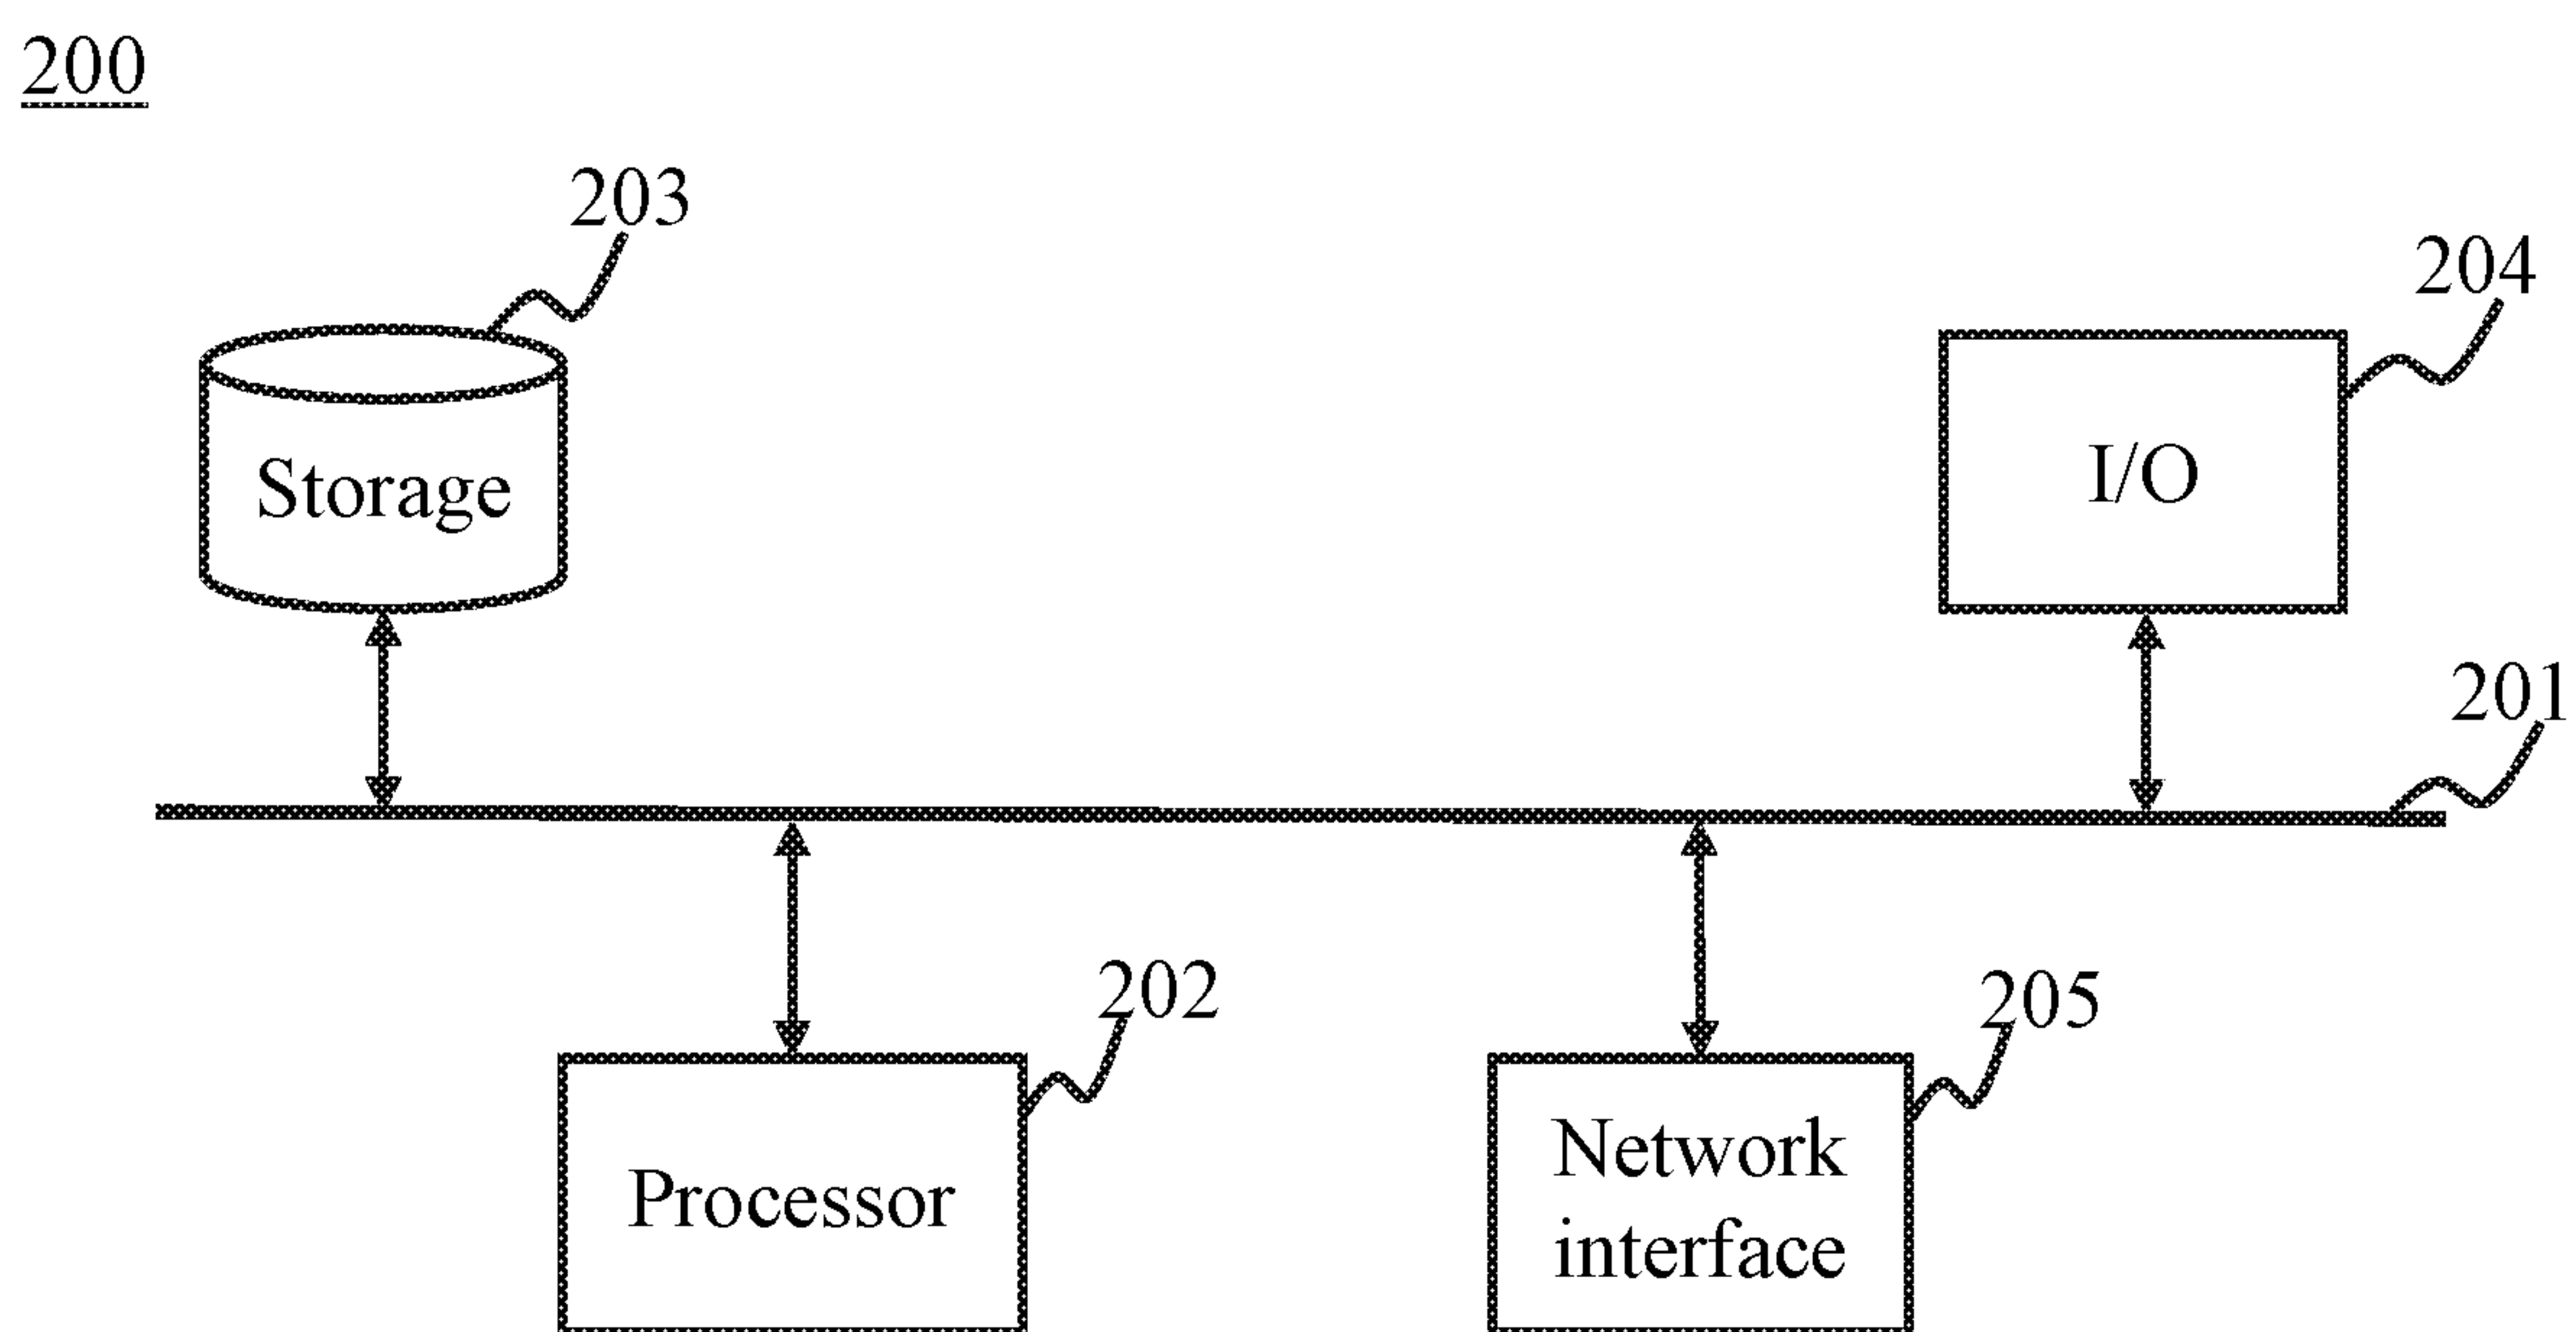 200
203
204
Storage
I/O
201
202
205
Processor
Network
interface